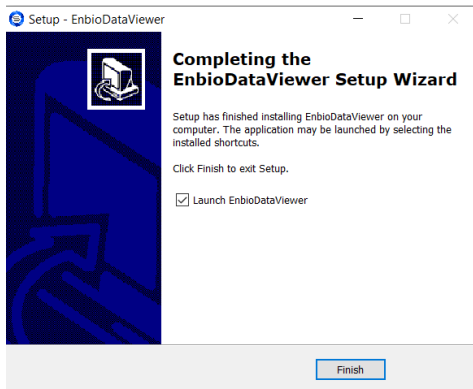 Setup - EnbioDataViewer
Completing the
EnbioDataViewer Setup Wizard
Setup has finished installing EnbioDataViewer on your
computer. The application may be launched by selecting the
installed shortcuts.
Click Finish to exit Setup.
Launch EnbioDataViewer
Finish